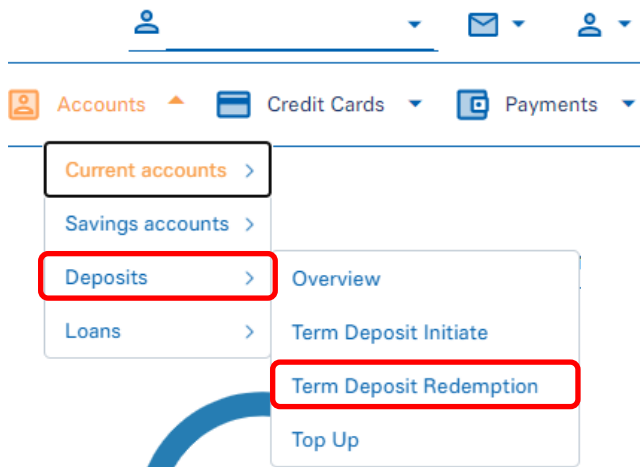 Accounts Credit Cards Payments
Current accounts
Savings accounts
Deposits
Overview
Loans
Term Deposit Initiate
Term Deposit Redemption
Top Up